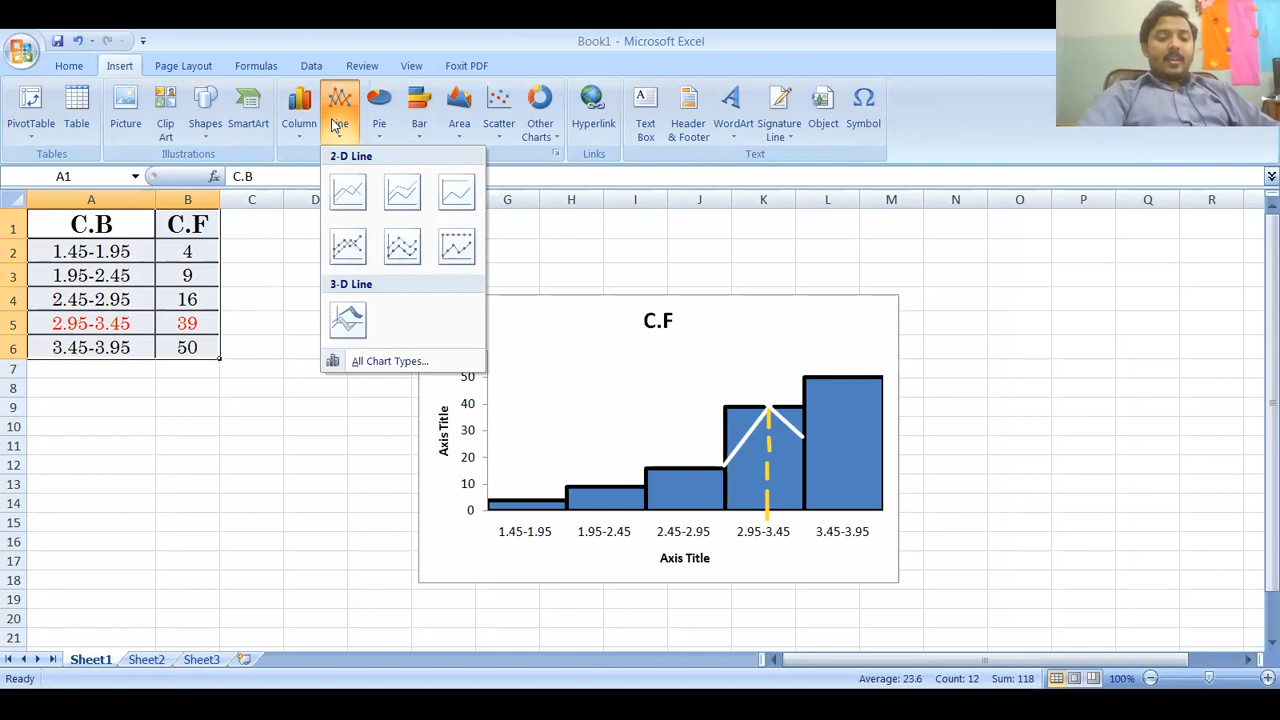 Book1 - Microsoft Excel
Home Insert Page Layout Formulas Data Review View Foxit PDF
PivotTable Table Picture Clip Art Shapes SmartArt Column Pie Bar Area Scatter Other Charts Hyperlink Text Box Header & Footer WordArt Signature Line Object Symbol
Tables Illustrations Links Text
A1 fx C.B
2-D Line
3-D Line
All Chart Types...
A B C D G H I J K L M N O P Q R
1 C.B C.F
2 1.45-1.95 4
3 1.95-2.45 9
4 2.45-2.95 16
5 2.95-3.45 39
6 3.45-3.95 50
7
8
9
10
11
12
13
14
15
16
17
18
19
20
21
C.F
50
40
30
20
10
0
Axis Title
1.45-1.95 1.95-2.45 2.45-2.95 2.95-3.45 3.45-3.95
Axis Title
Sheet1 Sheet2 Sheet3
Ready Average: 23.6 Count: 12 Sum: 118 100%